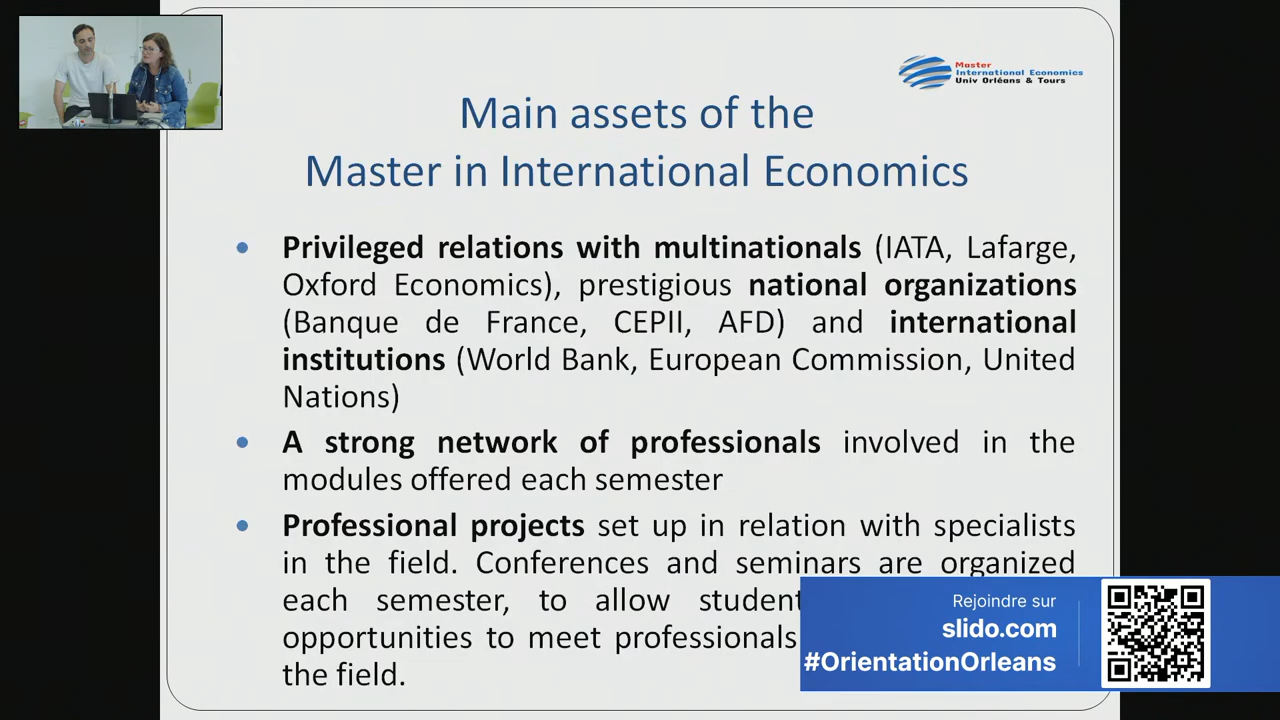 Master
International Economics
Univ Orléans & Tours
Main assets of the
Master in International Economics
• Privileged relations with multinationals (IATA, Lafarge,
Oxford Economics), prestigious national organizations
(Banque de France, CEPII, AFD) and international
institutions (World Bank, European Commission, United
Nations)
• A strong network of professionals involved in the
modules offered each semester
• Professional projects set up in relation with specialists
in the field. Conferences and seminars are organized
each semester, to allow student
opportunities to meet professionals
the field.
Rejoindre sur
slido.com
#OrientationOrleans